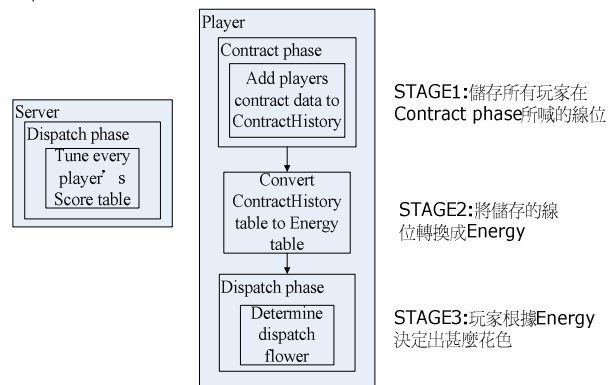 Server
Dispatch phase
Tune every
player's
Score table
Player
Contract phase
Add players
contract data to
ContractHistory
Convert
ContractHistory
table to Energy
table
Dispatch phase
Determine
dispatch
flower
STAGE1:儲存所有玩家在
Contract phase所喊的線位
STAGE2:將儲存的線
位轉換成Energy
STAGE3:玩家根據Energy
決定出甚麼花色